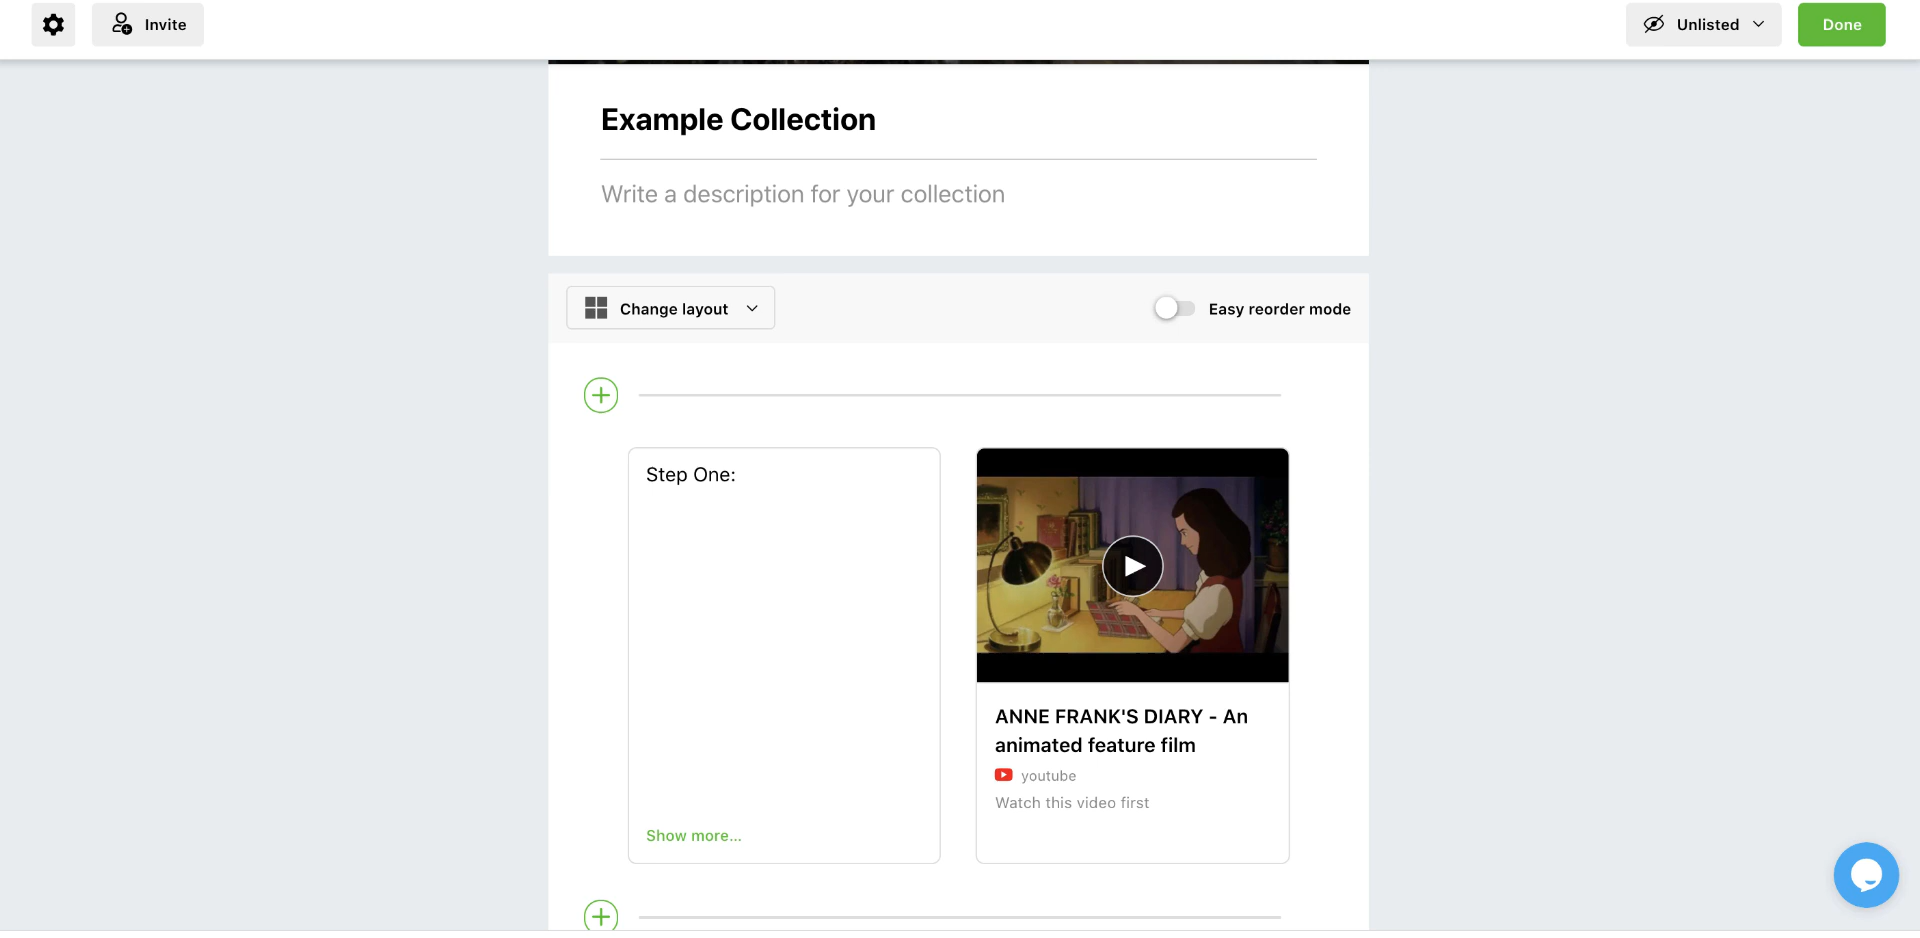 Invite
Unlisted
Done
Example Collection
Write a description for your collection
Change layout
Easy reorder mode
Step One:
Show more...
ANNE FRANK'S DIARY - An
animated feature film
youtube
Watch this video first